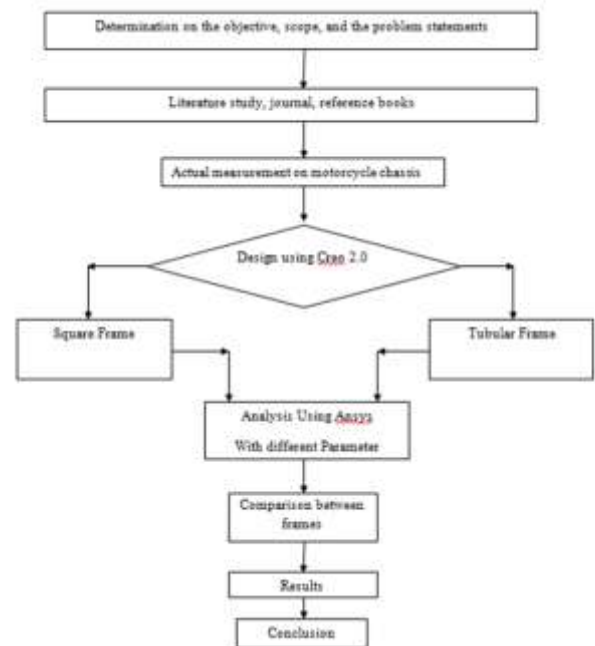 Determination on the objective, scope, and the problem statements
Literature study, journal, reference books
Actual measurement on motorcycle chassis
Design using Creo 2.0
Square Frame
Tubular Frame
Analysis Using Ansys
With different Parameter
Comparison between
frames
Results
Conclusion